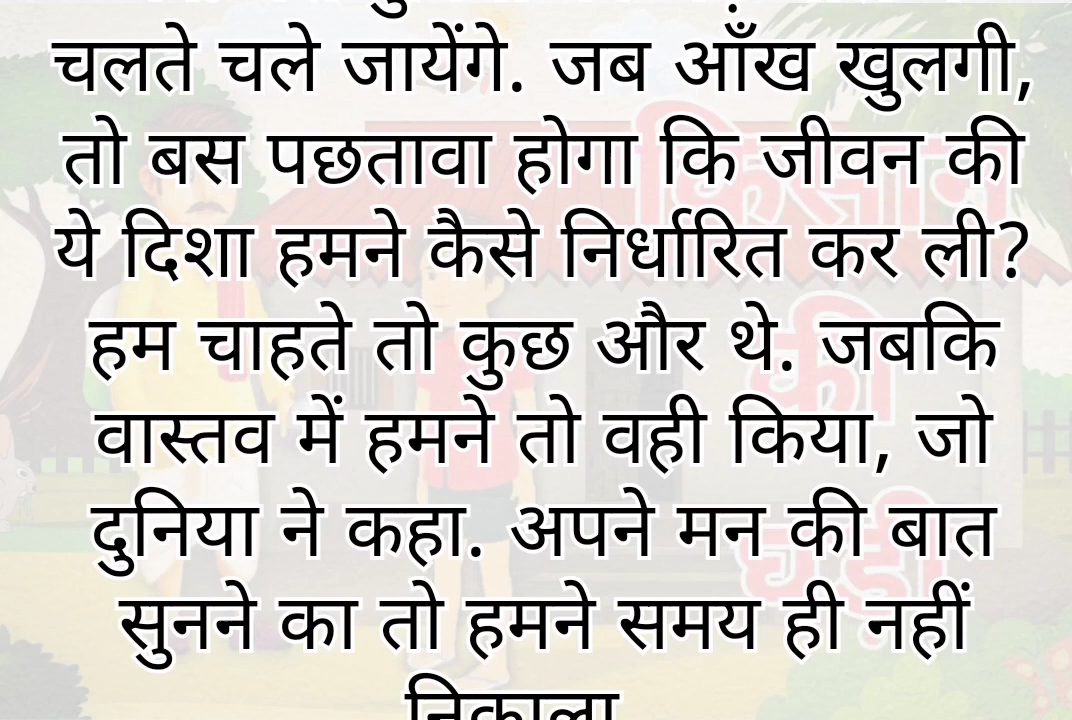 चलते चले जायेंगे. जब आँख खुलगी,
तो बस पछतावा होगा कि जीवन की
ये दिशा हमने कैसे निर्धारित कर ली?
हम चाहते तो कुछ और थे. जबकि
वास्तव में हमने तो वही किया, जो
दुनिया ने कहा. अपने मन की बात
सुनने का तो हमने समय ही नहीं
निकाला
किसान
की
घड़ी